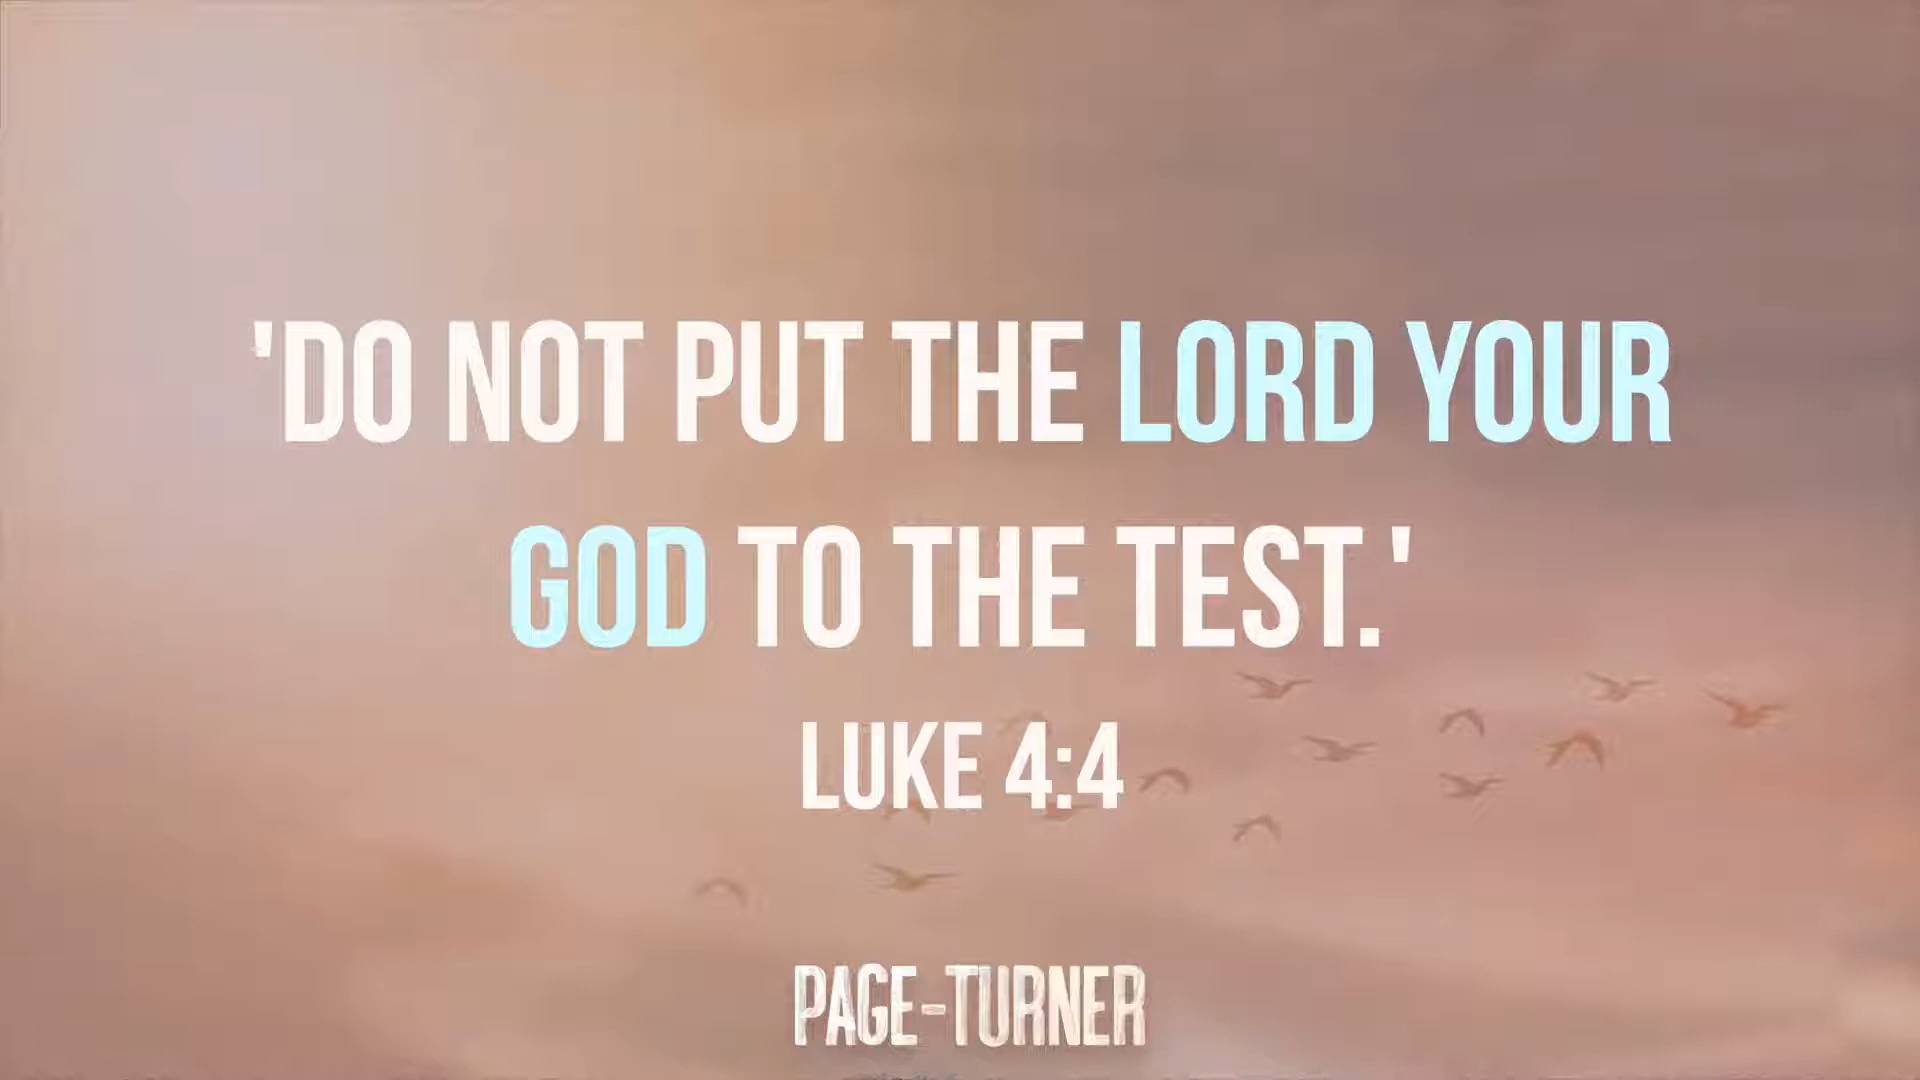 'DO NOT PUT THE LORD YOUR
GOD TO THE TEST.'
LUKE 4:4
PAGE-TURNER